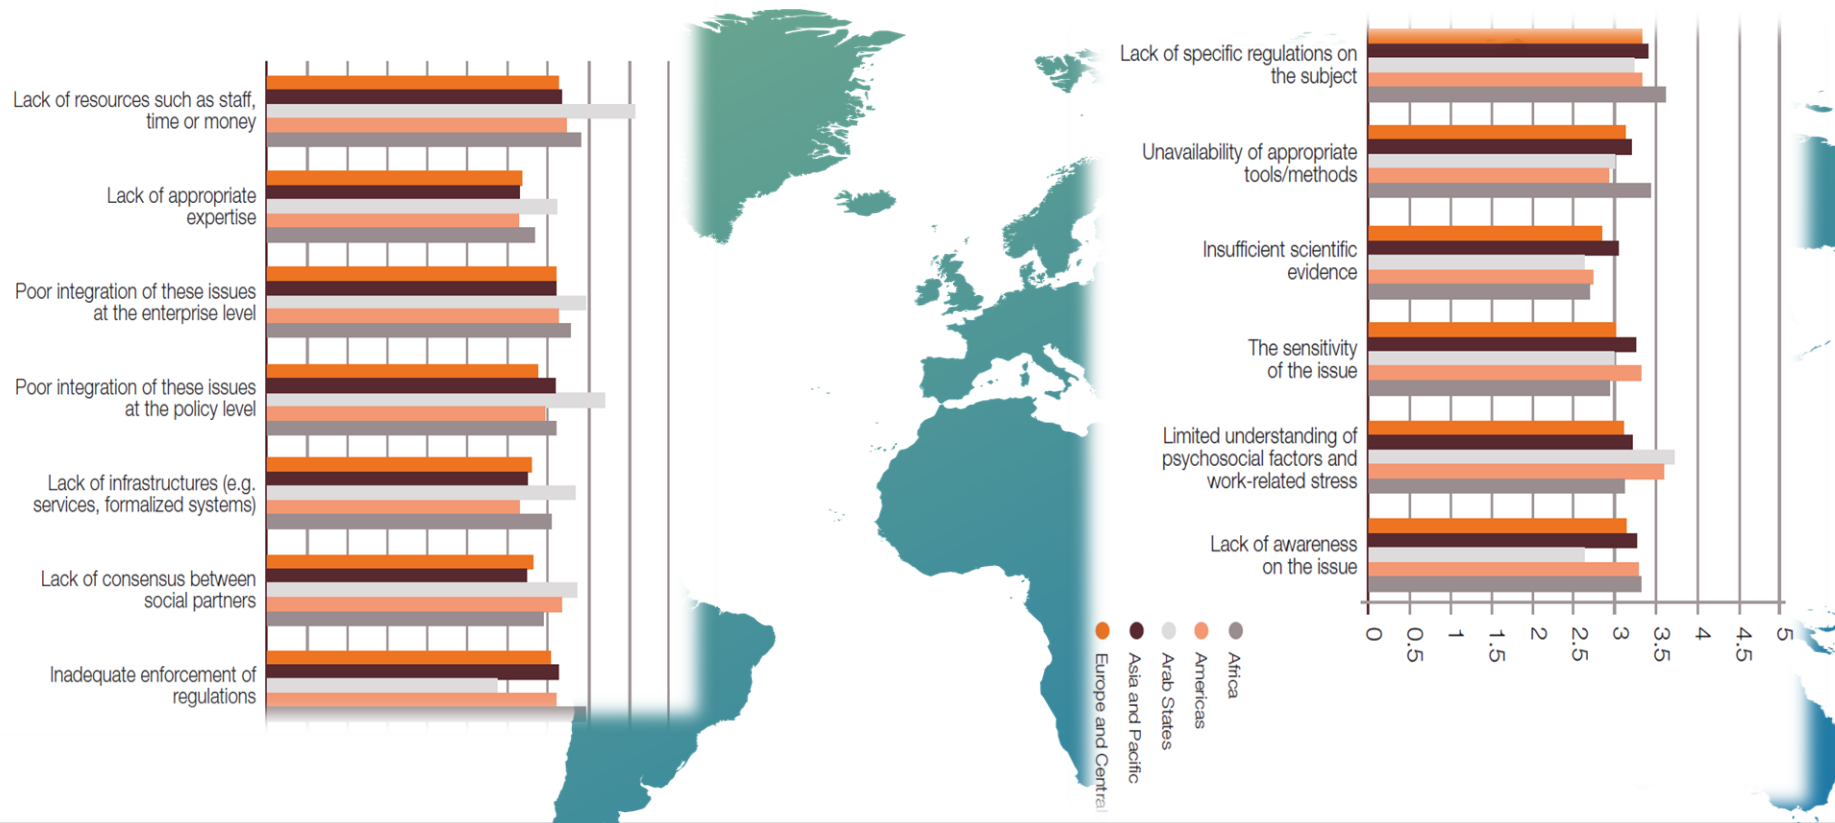 Lack of resources such as staff,
time or money
Lack of appropriate
expertise
Poor integration of these issues
at the enterprise level
Poor integration of these issues
at the policy level
Lack of infrastructures (e.g.
services, formalized systems)
Lack of consensus between
social partners
Inadequate enforcement of
regulations
Lack of specific regulations on
the subject
Unavailability of appropriate
tools/methods
Insufficient scientific
evidence
The sensitivity
of the issue
Limited understanding of
psychosocial factors and
work-related stress
Lack of awareness
on the issue
0
0.5
1
1.5
2
2.5
3
3.5
4
4.5
5
Europe and Central
Asia and Pacific
Arab States
Americas
Africa